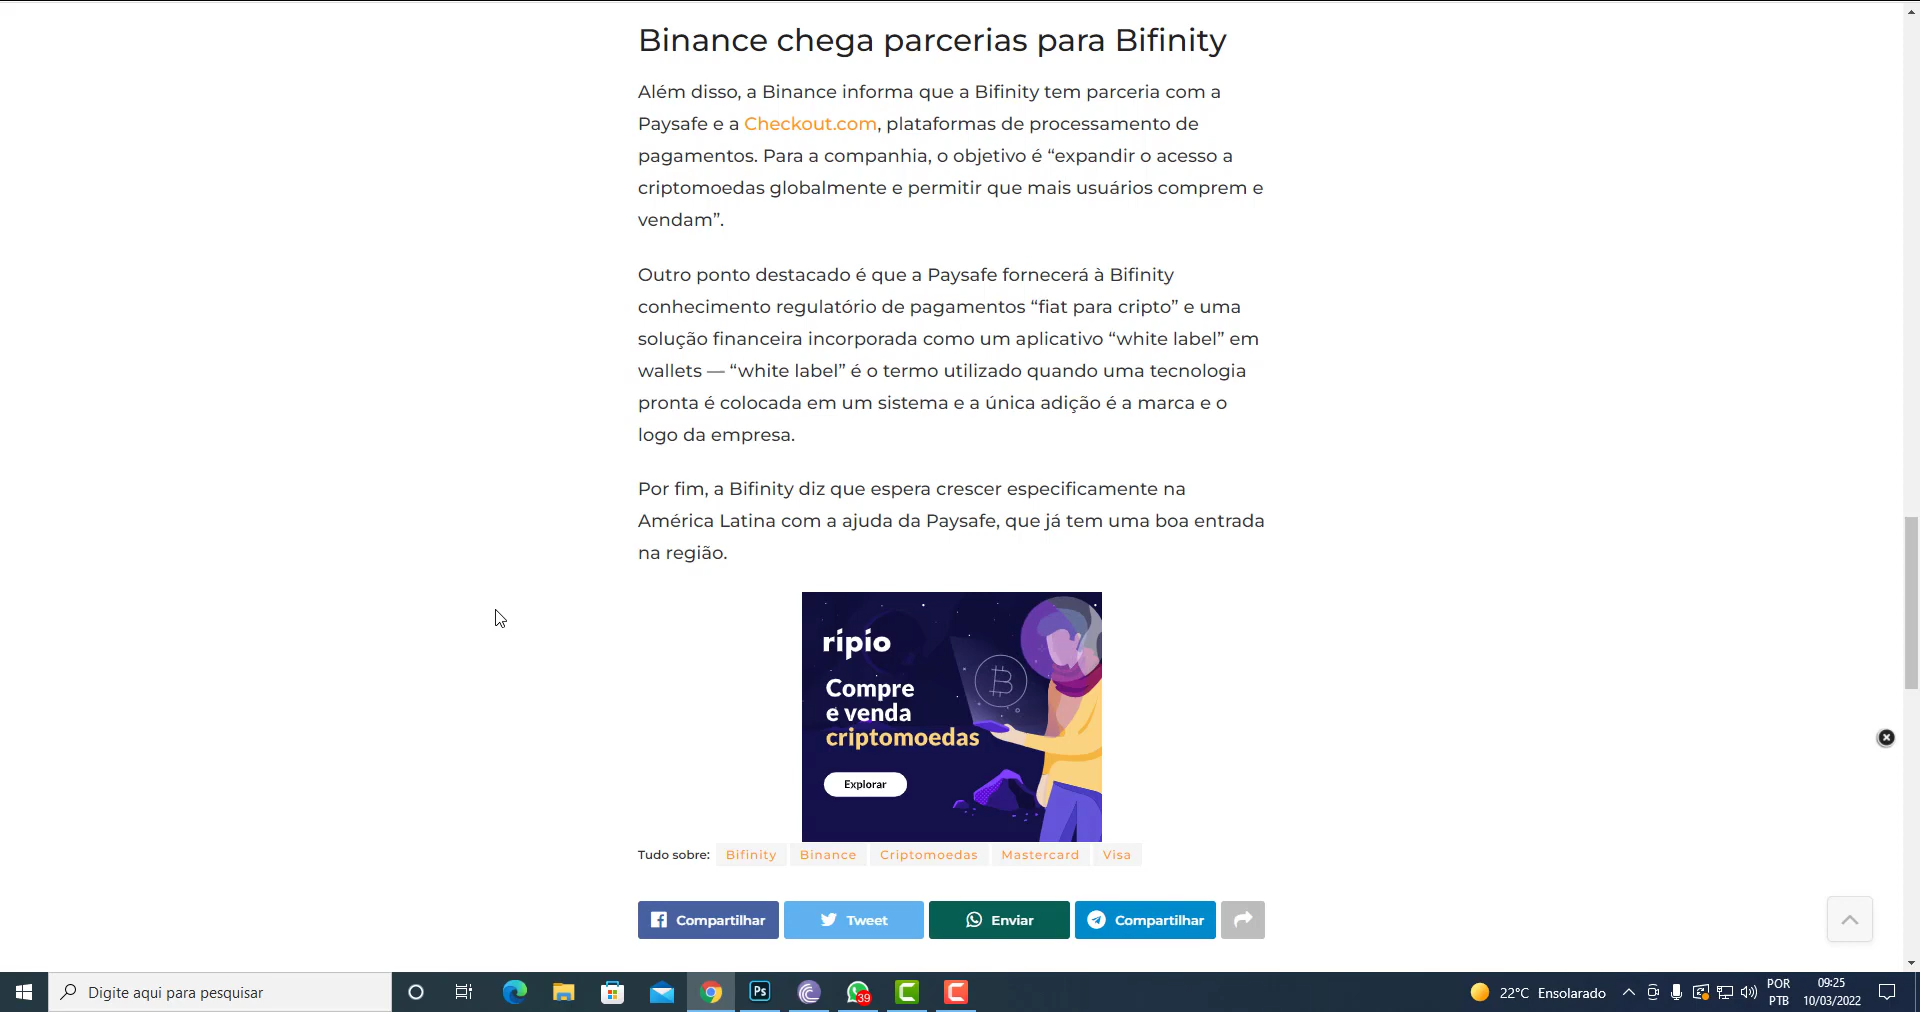 Binance chega parcerias para Bifinity
Além disso, a Binance informa que a Bifinity tem parceria com a
Paysafe e a Checkout.com, plataformas de processamento de
pagamentos. Para a companhia, o objetivo é “expandir o acesso a
criptomoedas globalmente e permitir que mais usuários comprem e
vendam”.
Outro ponto destacado é que a Paysafe fornecerá à Bifinity
conhecimento regulatório de pagamentos “fiat para cripto” e uma
solução financeira incorporada como um aplicativo “white label” em
wallets — “white label” é o termo utilizado quando uma tecnologia
pronta é colocada em um sistema e a única adição é a marca e o
logo da empresa.
Por fim, a Bifinity diz que espera crescer especificamente na
América Latina com a ajuda da Paysafe, que já tem uma boa entrada
na região.
ripio
Compre
e venda
criptomoedas
Explorar
Tudo sobre: Bifinity Binance Criptomoedas Mastercard Visa
Compartilhar Tweet Enviar Compartilhar
Digite aqui para pesquisar
Ps
39
22°C Ensolarado
POR
PTB
09:25
10/03/2022